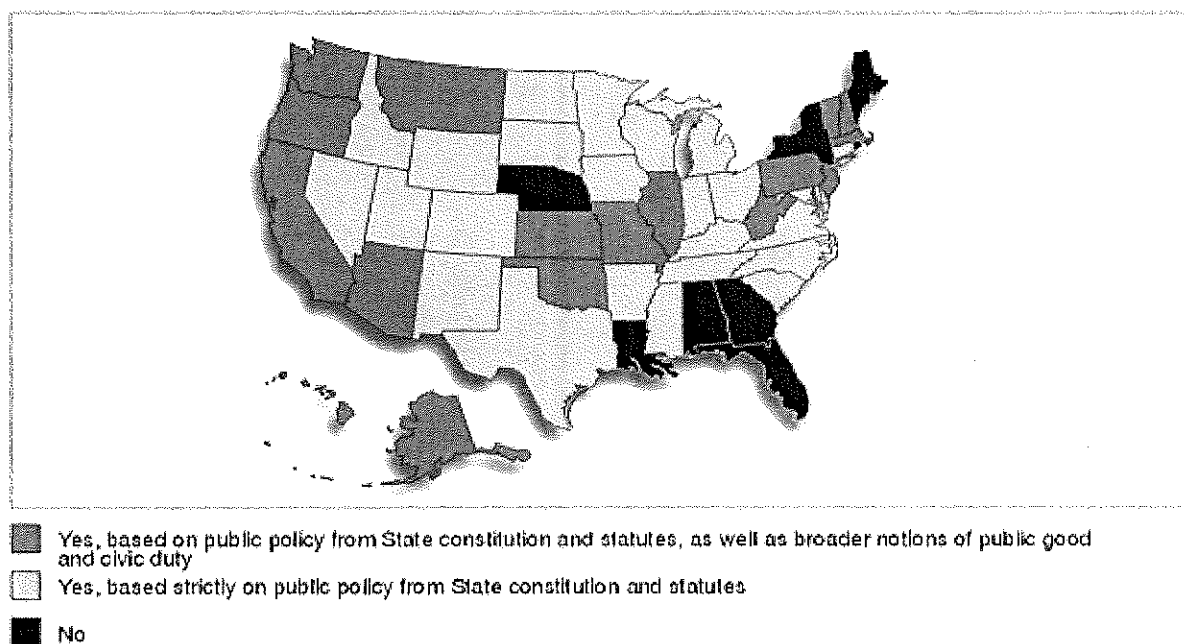 Yes, based on public policy from State constitution and statutes, as well as broader notions of public good
and civic duty
Yes, based strictly on public policy from State constitution and statutes
No